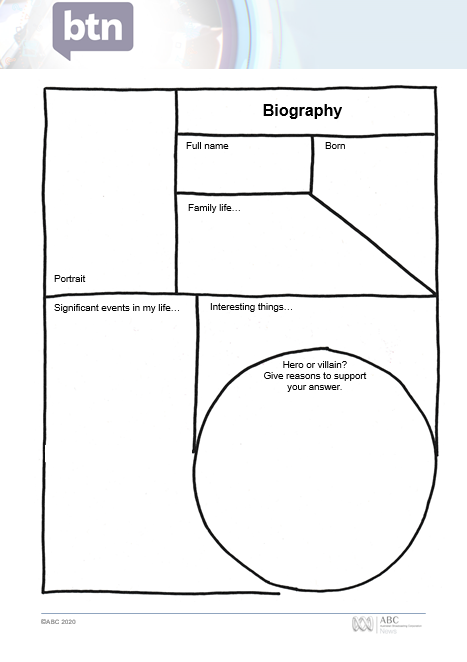 btn
Biography
Full name
Born
Family life…
Portrait
Significant events in my life…
Interesting things…
Hero or villain?
Give reasons to support
your answer.
©ABC 2020
ABC
Australian Broadcasting Corporation